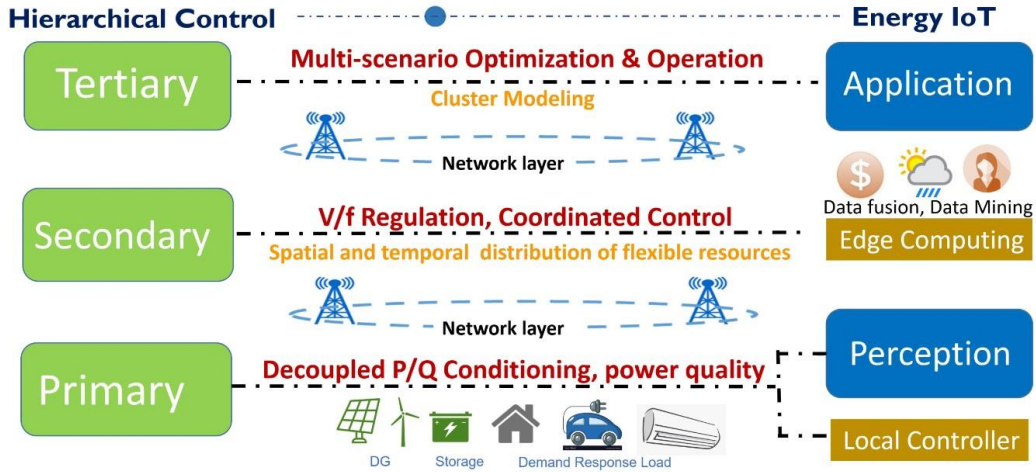 Hierarchical Control
Energy IoT
Tertiary
Multi-scenario Optimization & Operation
Cluster Modeling
Application
Network layer
$
Data fusion, Data Mining
Secondary
V/f Regulation, Coordinated Control
Spatial and temporal distribution of flexible resources
Edge Computing
Network layer
Primary
Decoupled P/Q Conditioning, power quality
Perception
Local Controller
DG
Storage
Demand Response Load